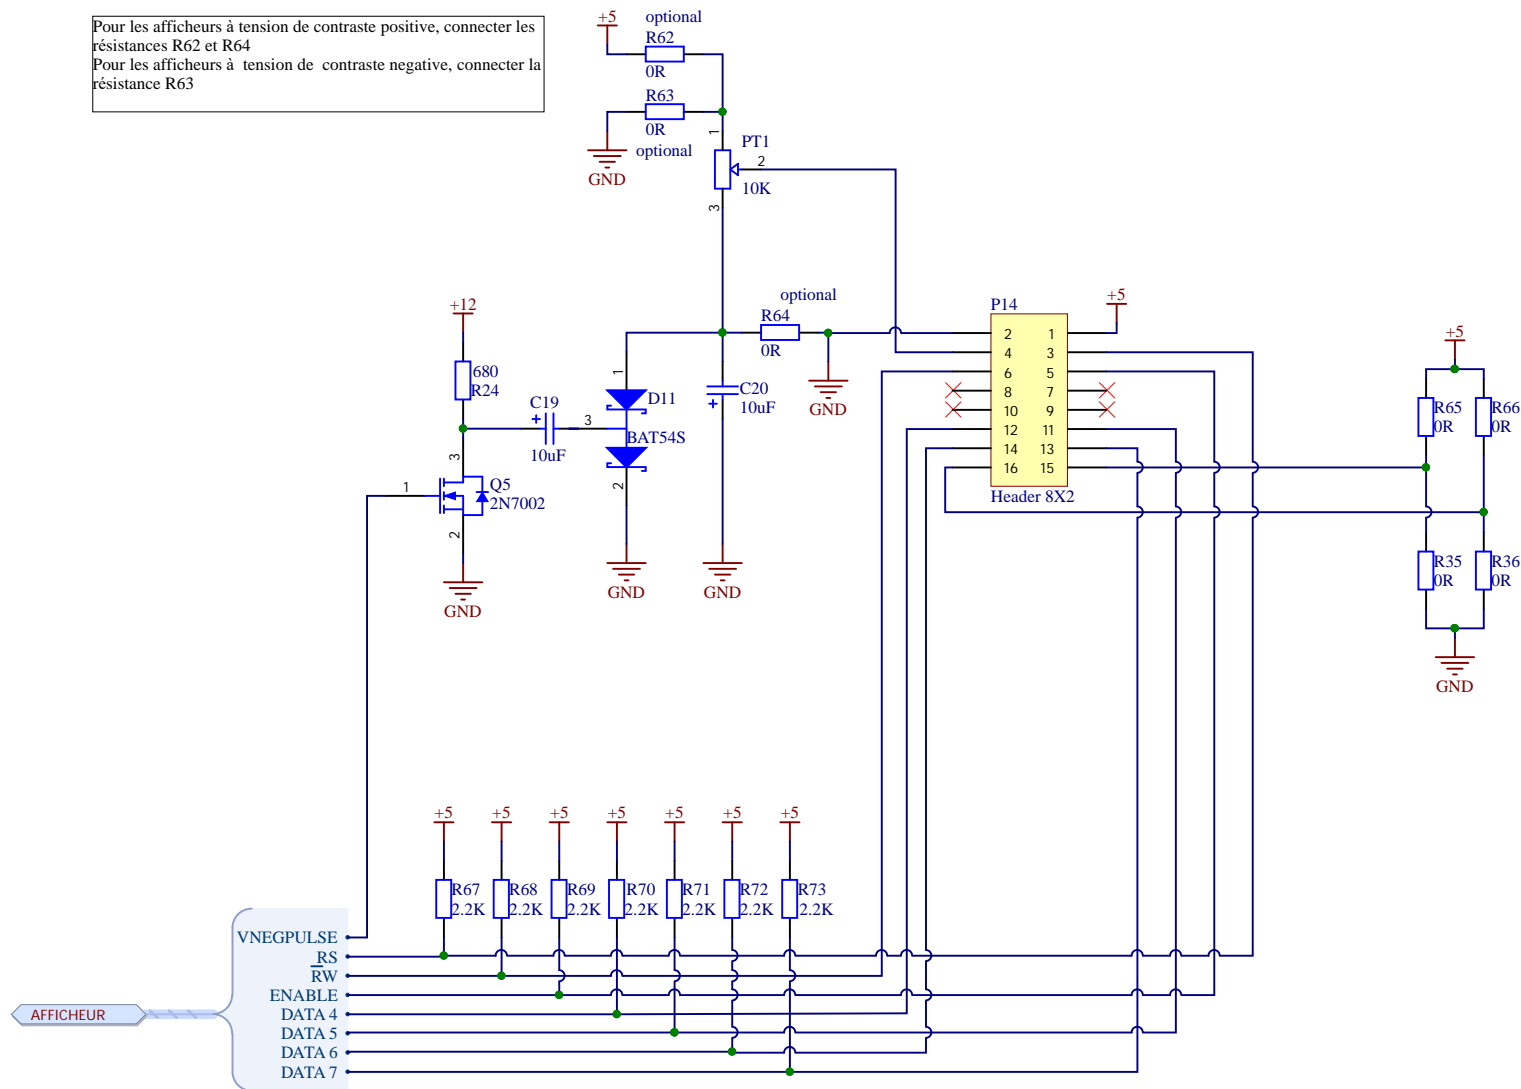 Pour les afficheurs à tension de contraste positive, connecter les
résistances R62 et R64
Pour les afficheurs à  tension de  contraste negative, connecter la
résistance R63
+5
optional
R62
0R
R63
0R
optional
GND
1
PT1
2
10K
3
+12
680
R24
C19
+
10uF
3
1
D11
BAT54S
2
GND
3
1
Q5
2N7002
2
GND
C20
+
10uF
GND
optional
R64
0R
GND
P14
+5
2 1
4 3
6 5
8 7
10 9
12 11
14 13
16 15
Header 8X2
+5
R65
0R
R66
0R
R35
0R
R36
0R
GND
+5 +5 +5 +5 +5 +5 +5
R67 R68 R69 R70 R71 R72 R73
2.2K 2.2K 2.2K 2.2K 2.2K 2.2K 2.2K
VNEGPULSE
RS
R̅W
ENABLE
DATA 4
DATA 5
DATA 6
DATA 7
AFFICHEUR